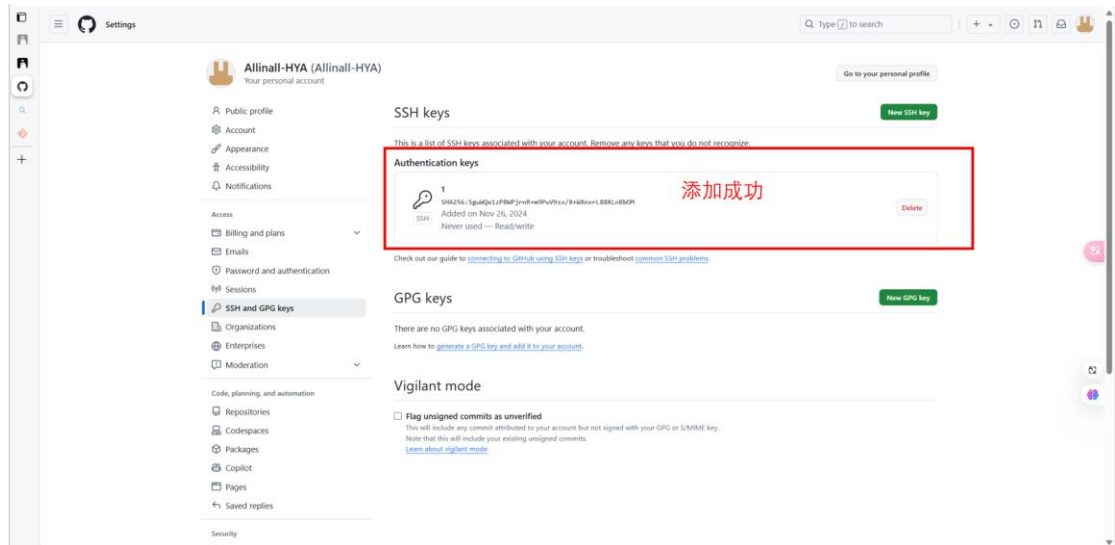 Settings
Type / to search
Allinall-HYA (Allinall-HYA)
Your personal account
Go to your personal profile
Public profile
Account
Appearance
Accessibility
Notifications
Access
Billing and plans
Emails
Password and authentication
Sessions
SSH and GPG keys
Organizations
Enterprises
Moderation
Code, planning, and automation
Repositories
Codespaces
Packages
Copilot
Pages
Saved replies
Security
SSH keys
New SSH key
This is a list of SSH keys associated with your account. Remove any keys that you do not recognize.
Authentication keys
添加成功
1
SSH
Added on Nov 26, 2024
Never used — Read/write
Delete
Check out our guide to connecting to GitHub using SSH keys or troubleshoot common SSH problems.
GPG keys
New GPG key
There are no GPG keys associated with your account.
Learn how to generate a GPG key and add it to your account.
Vigilant mode
Flag unsigned commits as unverified
This will include any commit attributed to your account but not signed with your GPG or S/MIME key.
Note that this will include your existing unsigned commits.
Learn about vigilant mode.